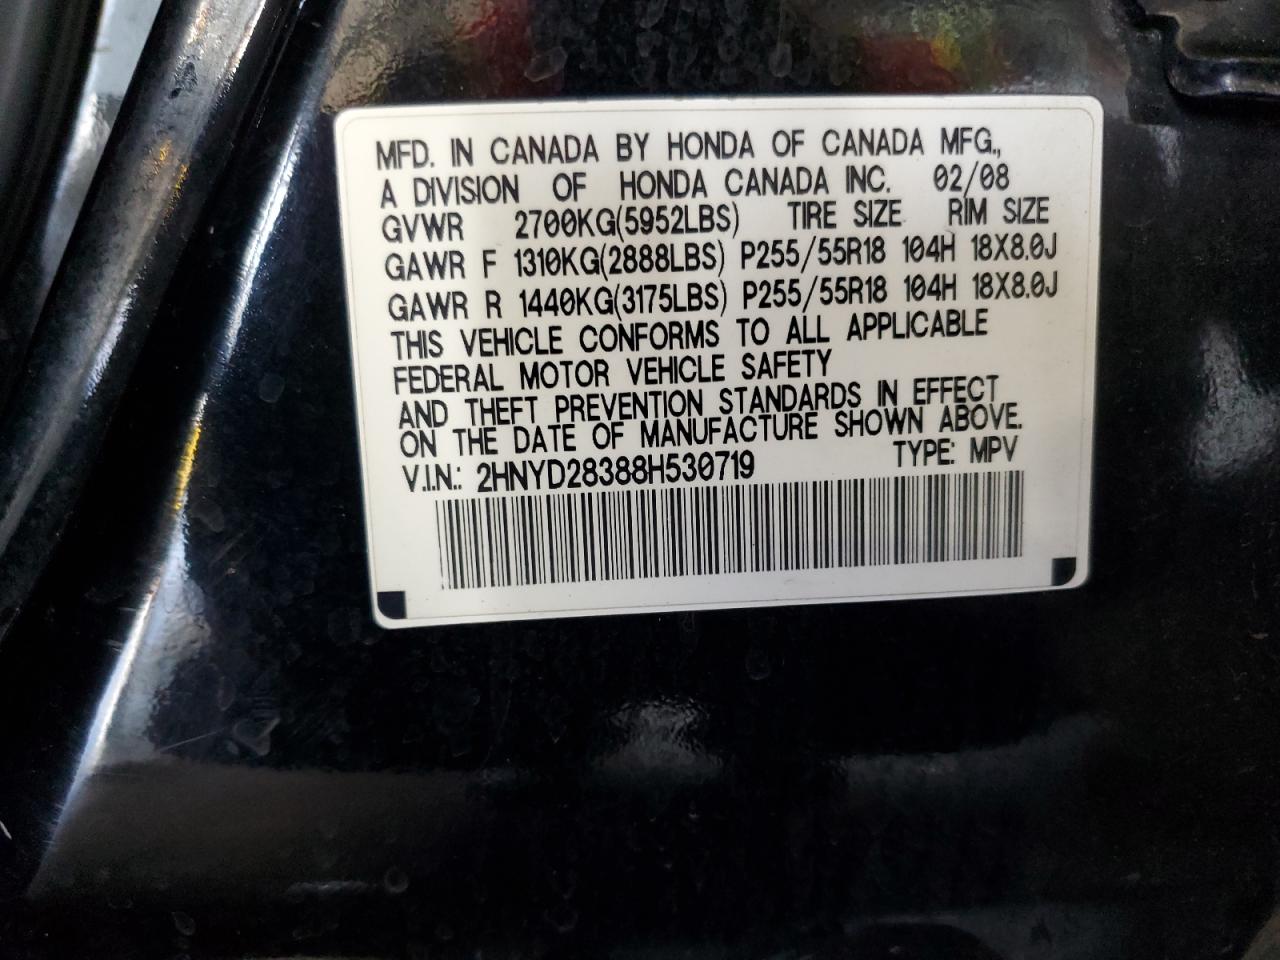 MFD. IN CANADA BY HONDA OF CANADA MFG.,
A DIVISION OF HONDA CANADA INC. 02/08
GVWR 2700KG(5952LBS) TIRE SIZE RIM SIZE
GAWR F 1310KG(2888LBS) P255/55R18 104H 18X8.0J
GAWR R 1440KG(3175LBS) P255/55R18 104H 18X8.0J
THIS VEHICLE CONFORMS TO ALL APPLICABLE
FEDERAL MOTOR VEHICLE SAFETY
AND THEFT PREVENTION STANDARDS IN EFFECT
ON THE DATE OF MANUFACTURE SHOWN ABOVE.
V.I.N.: 2HNYD28388H530719 TYPE: MPV